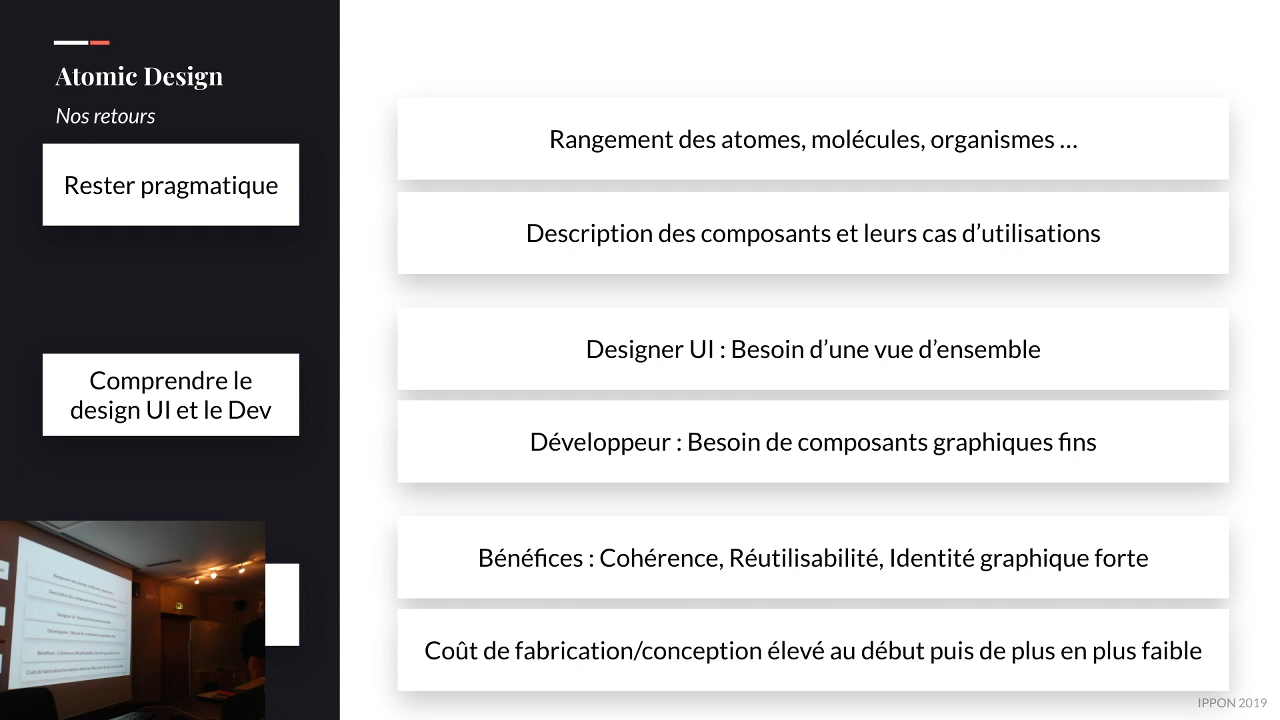 Atomic Design
Nos retours
Rester pragmatique
Rangement des atomes, molécules, organismes ...
Description des composants et leurs cas d’utilisations
Comprendre le
design UI et le Dev
Designer UI : Besoin d’une vue d’ensemble
Développeur : Besoin de composants graphiques fins
Bénéfices : Cohérence, Réutilisabilité, Identité graphique forte
Coût de fabrication/conception élevé au début puis de plus en plus faible
IPPON 2019